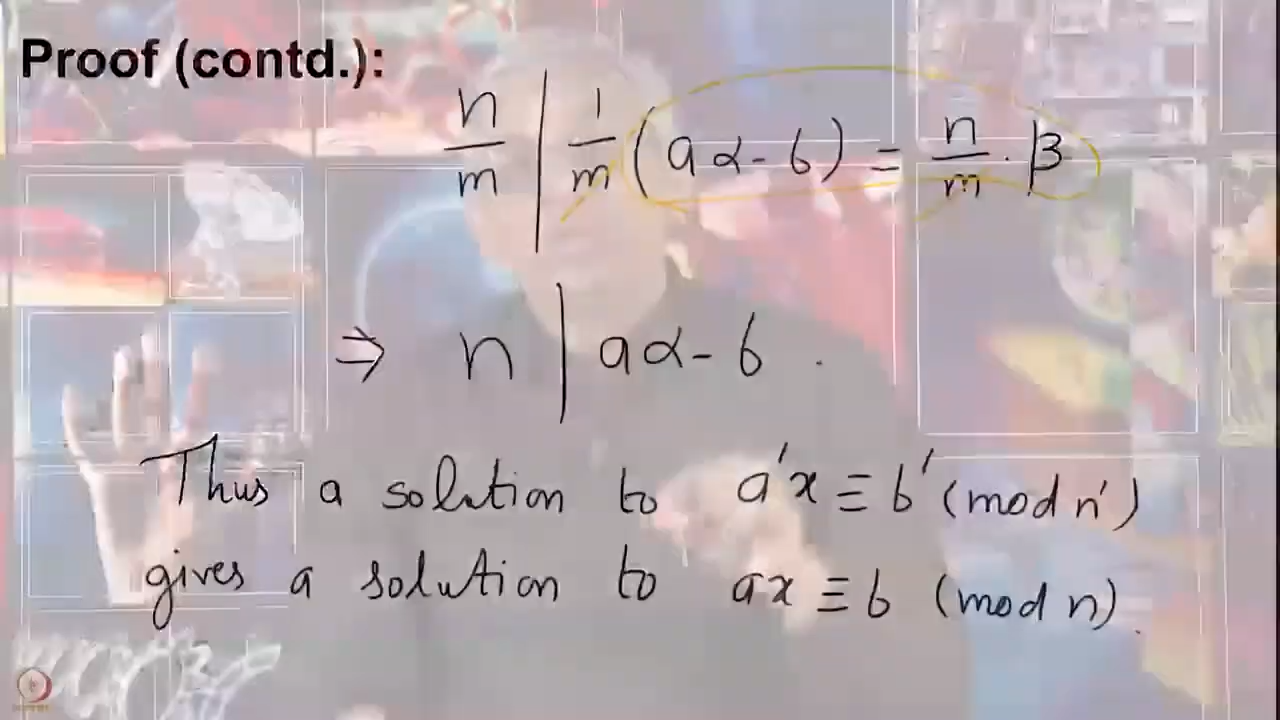 Proof (contd.):
n/m | 1/m (aα - b) = n/m · β
⇒ n | aα - b .
Thus a solution to a'x ≡ b' (mod n')
gives a solution to ax ≡ b (mod n).